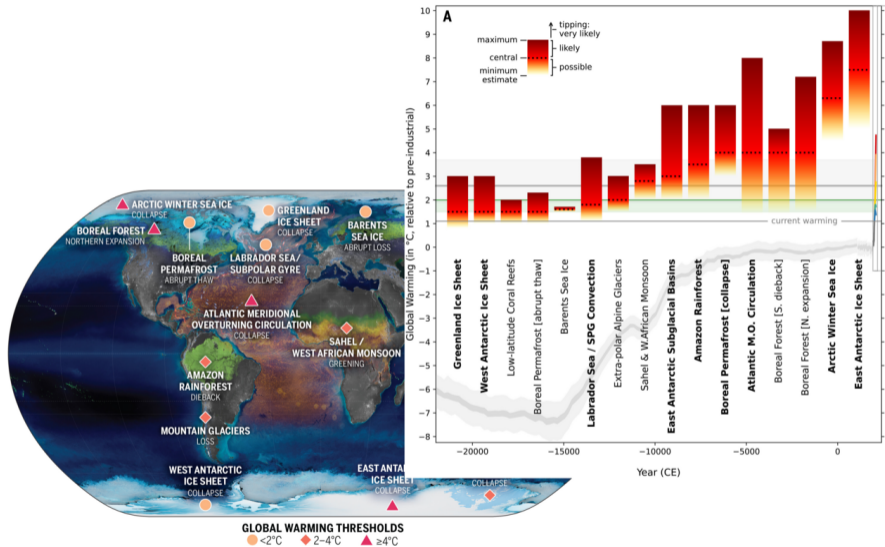 A
10
9
8
7
6
5
4
3
2
1
0
−1
−2
−3
−4
−5
−6
−7
−8
Global Warming (in °C, relative to pre-industrial)
tipping:
very likely
maximum
likely
central
possible
minimum
estimate
current warming
Greenland Ice Sheet
West Antarctic Ice Sheet
Low-latitude Coral Reefs
Boreal Permafrost [abrupt thaw]
Barents Sea Ice
Labrador Sea / SPG Convection
Extra-polar Alpine Glaciers
Sahel & W.African Monsoon
East Antarctic Subglacial Basins
Amazon Rainforest
Boreal Permafrost [collapse]
Atlantic M.O. Circulation
Boreal Forest [S. dieback]
Boreal Forest [N. expansion]
Arctic Winter Sea Ice
East Antarctic Ice Sheet
−20000
−15000
−10000
−5000
0
Year (CE)
ARCTIC WINTER SEA ICE
COLLAPSE
BOREAL FOREST
NORTHERN EXPANSION
GREENLAND
ICE SHEET
COLLAPSE
BARENTS
SEA ICE
ABRUPT LOSS
BOREAL
PERMAFROST
ABRUPT THAW
LABRADOR SEA/
SUBPOLAR GYRE
COLLAPSE
ATLANTIC MERIDIONAL
OVERTURNING CIRCULATION
COLLAPSE
SAHEL /
WEST AFRICAN MONSOON
GREENING
AMAZON
RAINFOREST
DIEBACK
MOUNTAIN GLACIERS
LOSS
WEST ANTARCTIC
ICE SHEET
COLLAPSE
EAST
ICE SHEET
COLLAPSE
COLLAPSE
GLOBAL WARMING THRESHOLDS
<2°C 2–4°C ≥4°C